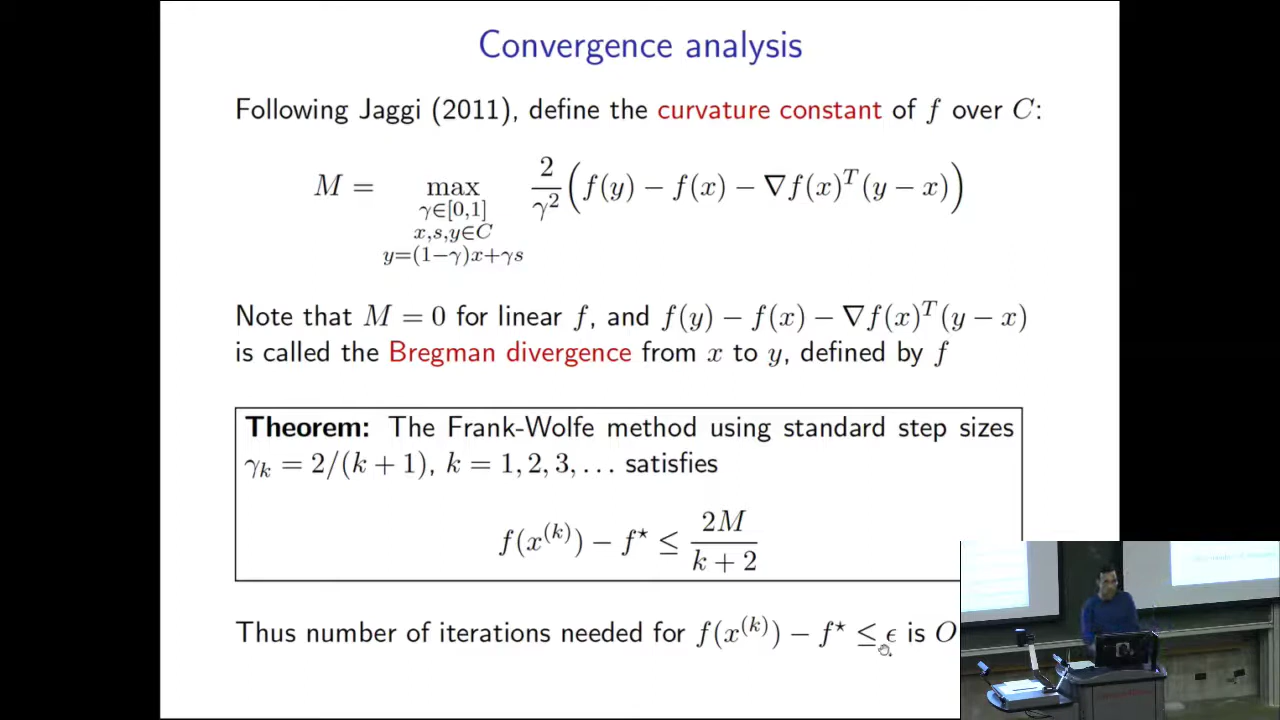 Convergence analysis
Following Jaggi (2011), define the curvature constant of f over C:
M = max 2/γ² (f(y) − f(x) − ∇f(x)^T(y − x))
γ∈[0,1]
x,s,y∈C
y=(1−γ)x+γs
Note that M = 0 for linear f, and f(y) − f(x) − ∇f(x)^T(y − x)
is called the Bregman divergence from x to y, defined by f
Theorem: The Frank-Wolfe method using standard step sizes
γ_k = 2/(k + 1), k = 1, 2, 3, . . . satisfies
f(x^(k)) − f* ≤ 2M/(k + 2)
Thus number of iterations needed for f(x^(k)) − f* ≤ ε is O